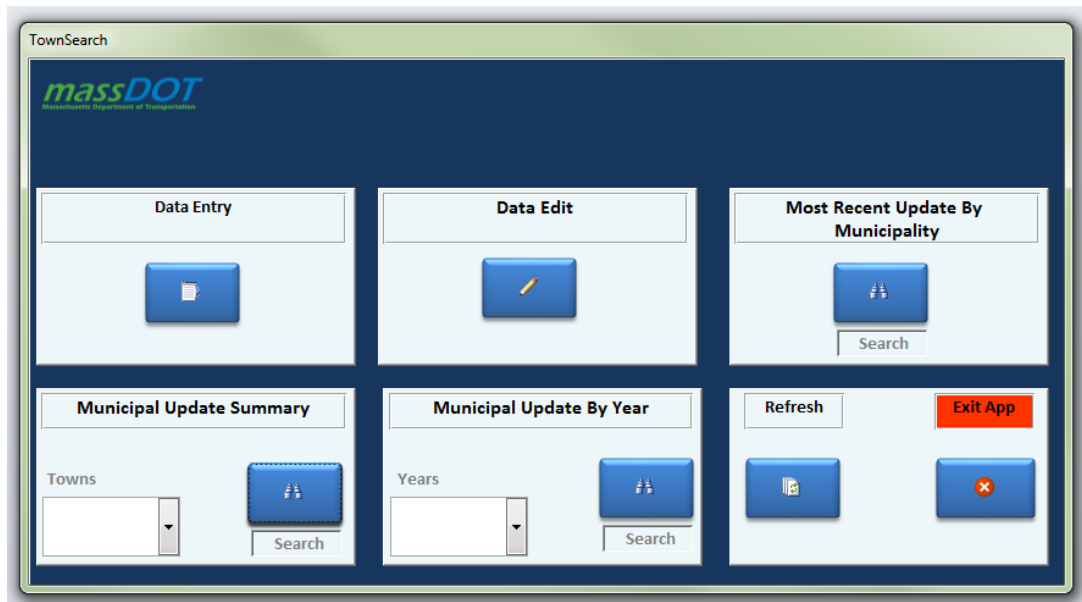 TownSearch
massDOT
Massachusetts Department of Transportation
Data Entry
Data Edit
Most Recent Update By
Municipality
Search
Municipal Update Summary
Towns
Search
Municipal Update By Year
Years
Search
Refresh
Exit App